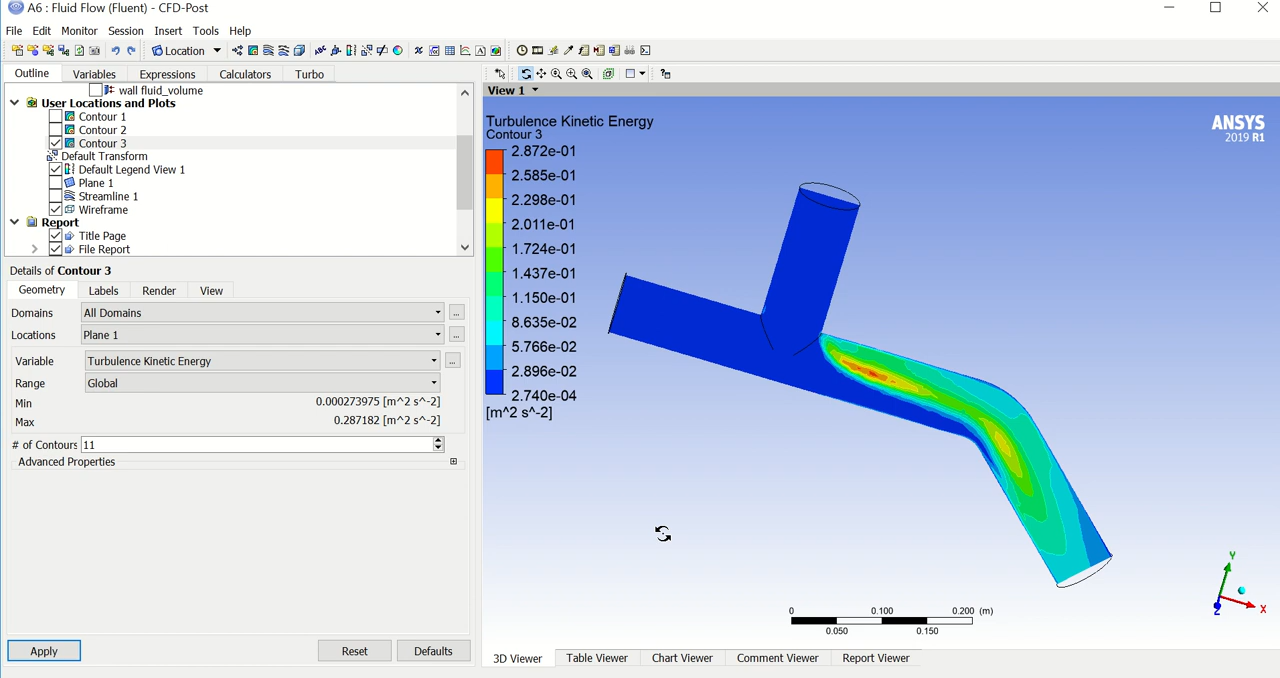 A6 : Fluid Flow (Fluent) - CFD-Post
File Edit Monitor Session Insert Tools Help
Location
Outline Variables Expressions Calculators Turbo
wall fluid_volume
User Locations and Plots
Contour 1
Contour 2
Contour 3
Default Transform
Default Legend View 1
Plane 1
Streamline 1
Wireframe
Report
Title Page
File Report
Details of Contour 3
Geometry Labels Render View
Domains All Domains ...
Locations Plane 1 ...
Variable Turbulence Kinetic Energy ...
Range Global
Min 0.000273975 [m^2 s^-2]
Max 0.287182 [m^2 s^-2]
# of Contours 11
Advanced Properties
Apply Reset Defaults
View 1
Turbulence Kinetic Energy
Contour 3
2.872e-01
2.585e-01
2.298e-01
2.011e-01
1.724e-01
1.437e-01
1.150e-01
8.635e-02
5.766e-02
2.896e-02
2.740e-04
[m^2 s^-2]
ANSYS
2019 R1
0 0.100 0.200 (m)
0.050 0.150
Y
X
Z
3D Viewer Table Viewer Chart Viewer Comment Viewer Report Viewer